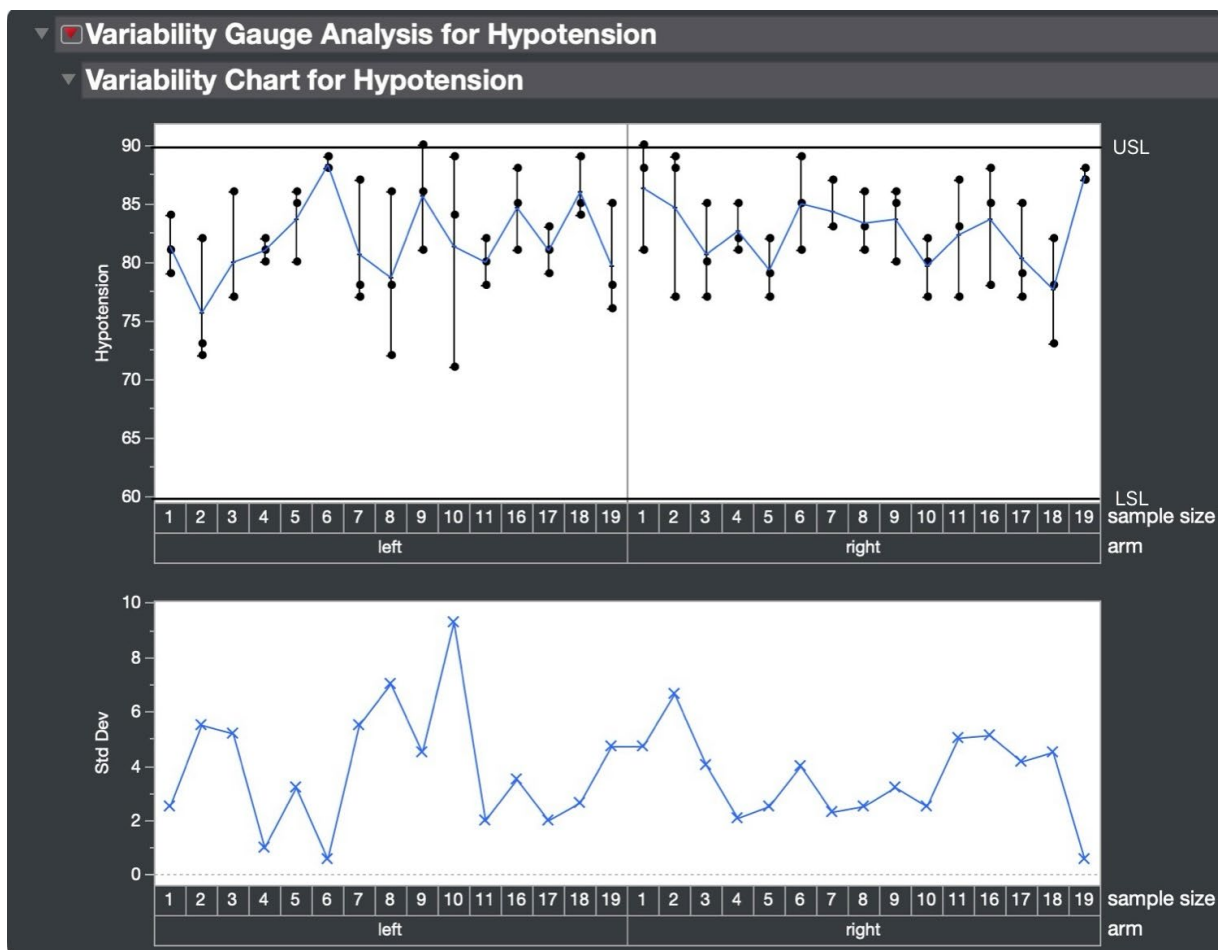 Variability Gauge Analysis for Hypotension
Variability Chart for Hypotension
90
85
80
75
70
65
60
Hypotension
USL
LSL
1 2 3 4 5 6 7 8 9 10 11 16 17 18 19 1 2 3 4 5 6 7 8 9 10 11 16 17 18 19 sample size
left right arm
10
8
6
4
2
0
Std Dev
1 2 3 4 5 6 7 8 9 10 11 16 17 18 19 1 2 3 4 5 6 7 8 9 10 11 16 17 18 19 sample size
left right arm